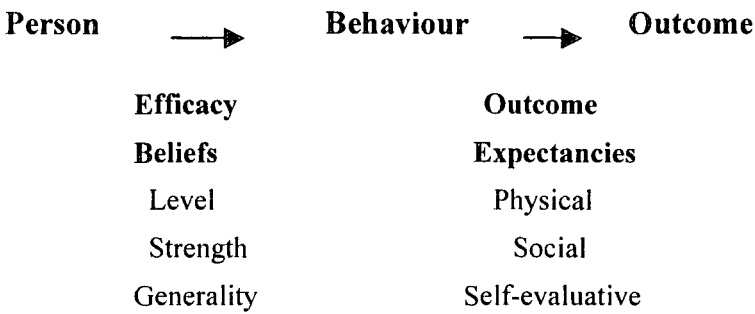 Person Behaviour Outcome
Efficacy Outcome
Beliefs Expectancies
Level Physical
Strength Social
Generality Self-evaluative